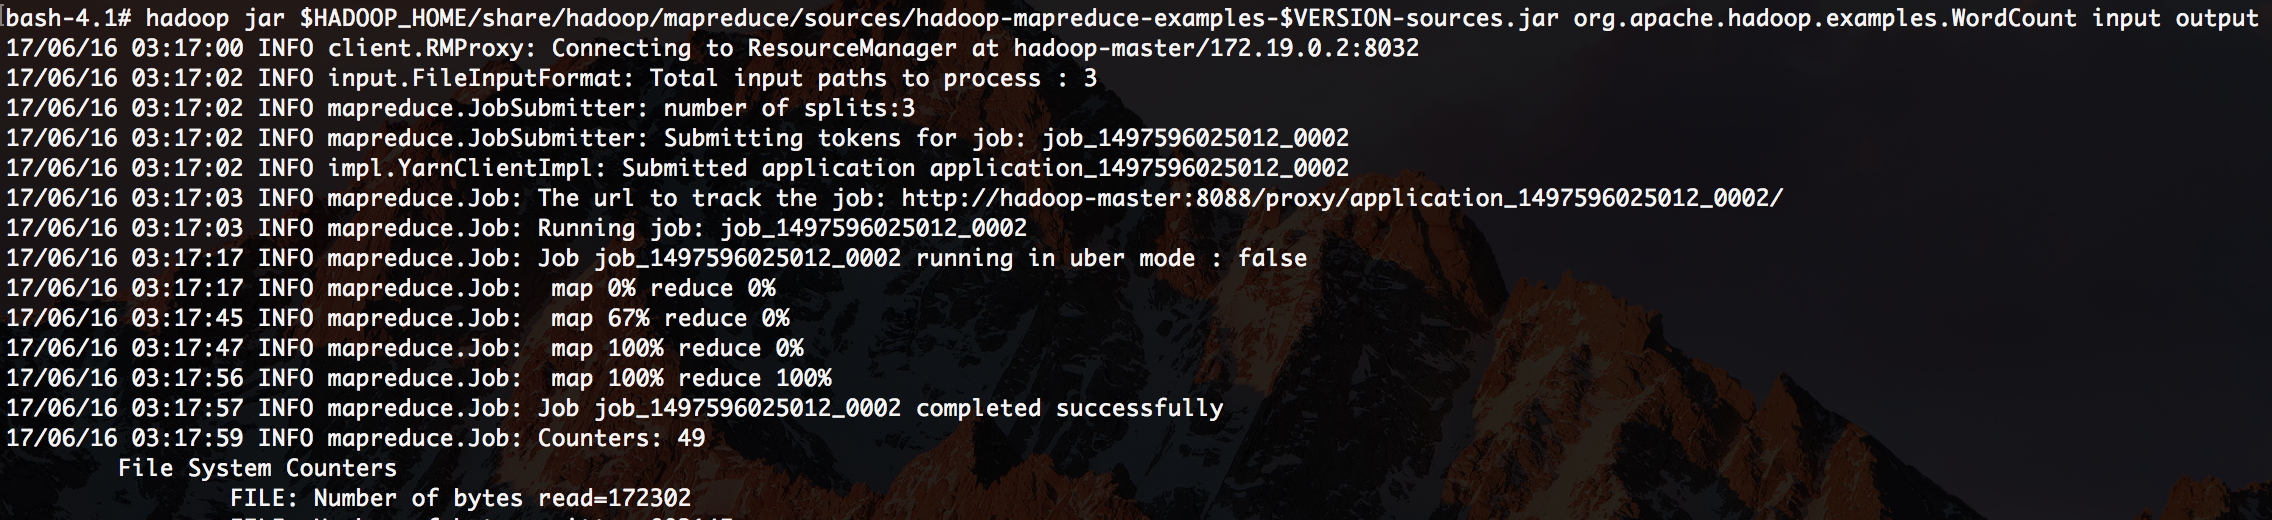 bash-4.1# hadoop jar $HADOOP_HOME/share/hadoop/mapreduce/sources/hadoop-mapreduce-examples-$VERSION-sources.jar org.apache.hadoop.examples.WordCount input output
17/06/16 03:17:00 INFO client.RMProxy: Connecting to ResourceManager at hadoop-master/172.19.0.2:8032
17/06/16 03:17:02 INFO input.FileInputFormat: Total input paths to process : 3
17/06/16 03:17:02 INFO mapreduce.JobSubmitter: number of splits:3
17/06/16 03:17:02 INFO mapreduce.JobSubmitter: Submitting tokens for job: job_1497596025012_0002
17/06/16 03:17:02 INFO impl.YarnClientImpl: Submitted application application_1497596025012_0002
17/06/16 03:17:03 INFO mapreduce.Job: The url to track the job: http://hadoop-master:8088/proxy/application_1497596025012_0002/
17/06/16 03:17:03 INFO mapreduce.Job: Running job: job_1497596025012_0002
17/06/16 03:17:17 INFO mapreduce.Job: Job job_1497596025012_0002 running in uber mode : false
17/06/16 03:17:17 INFO mapreduce.Job:  map 0% reduce 0%
17/06/16 03:17:45 INFO mapreduce.Job:  map 67% reduce 0%
17/06/16 03:17:47 INFO mapreduce.Job:  map 100% reduce 0%
17/06/16 03:17:56 INFO mapreduce.Job:  map 100% reduce 100%
17/06/16 03:17:57 INFO mapreduce.Job: Job job_1497596025012_0002 completed successfully
17/06/16 03:17:59 INFO mapreduce.Job: Counters: 49
File System Counters
FILE: Number of bytes read=172302